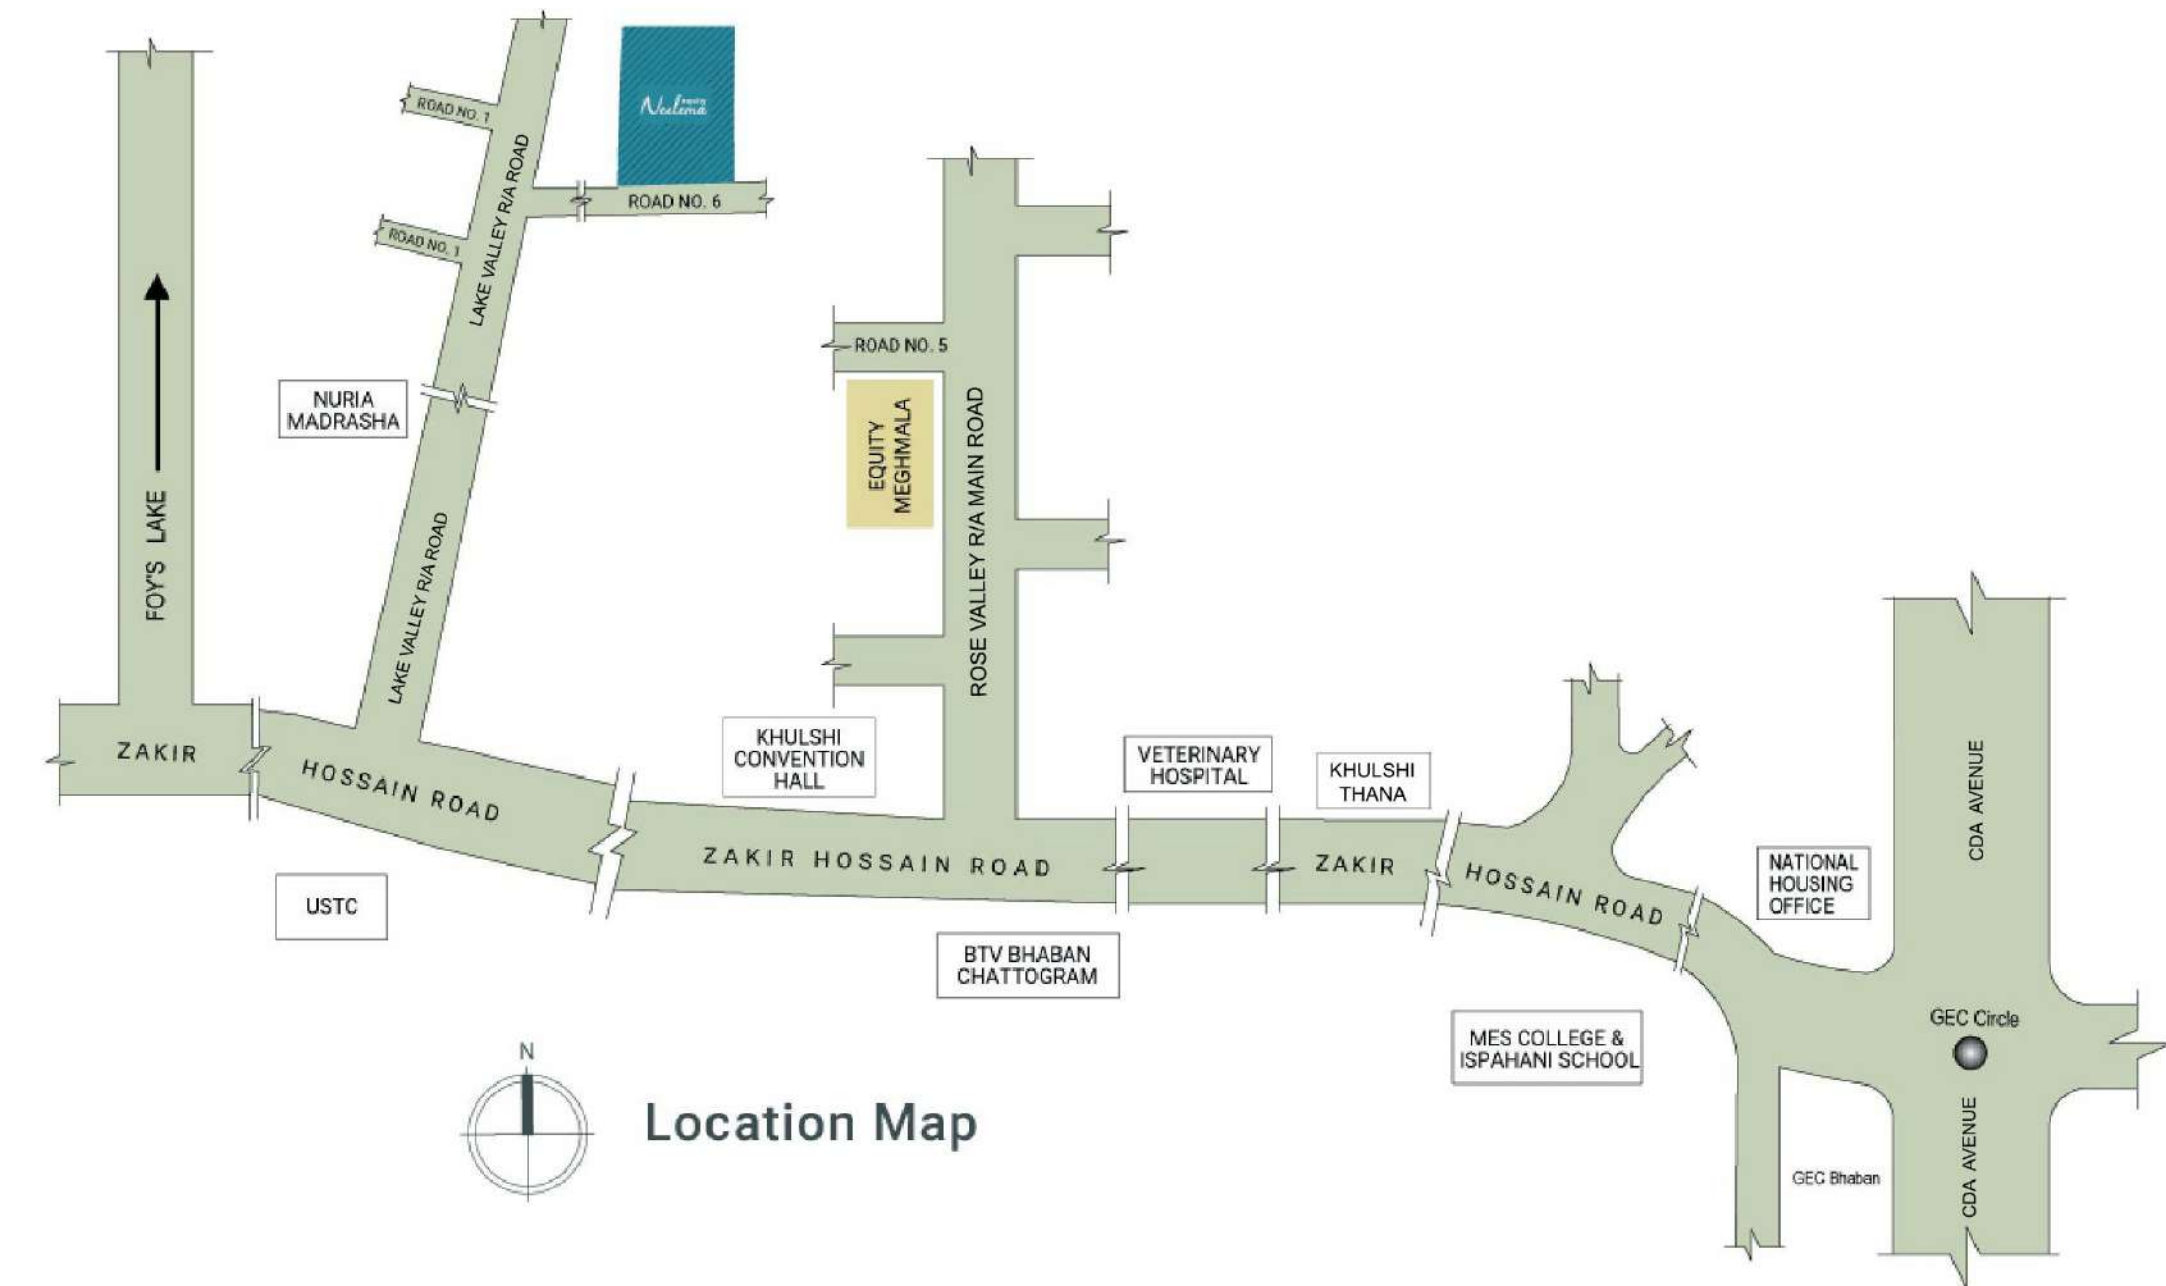 equity
Neelema
ROAD NO. 1
LAKE VALLEY R/A ROAD
ROAD NO. 6
ROAD NO. 1
ROAD NO. 5
NURIA
MADRASHA
EQUITY
MEGHMALA
ROSE VALLEY R/A MAIN ROAD
FOY'S LAKE
LAKE VALLEY R/A ROAD
ZAKIR
HOSSAIN ROAD
KHULSHI
CONVENTION
HALL
VETERINARY
HOSPITAL
KHULSHI
THANA
CDA AVENUE
ZAKIR HOSSAIN ROAD
ZAKIR
HOSSAIN ROAD
NATIONAL
HOUSING
OFFICE
USTC
BTV BHABAN
CHATTOGRAM
GEC Circle
MES COLLEGE &
ISPAHANI SCHOOL
N
Location Map
CDA AVENUE
GEC Bhaban